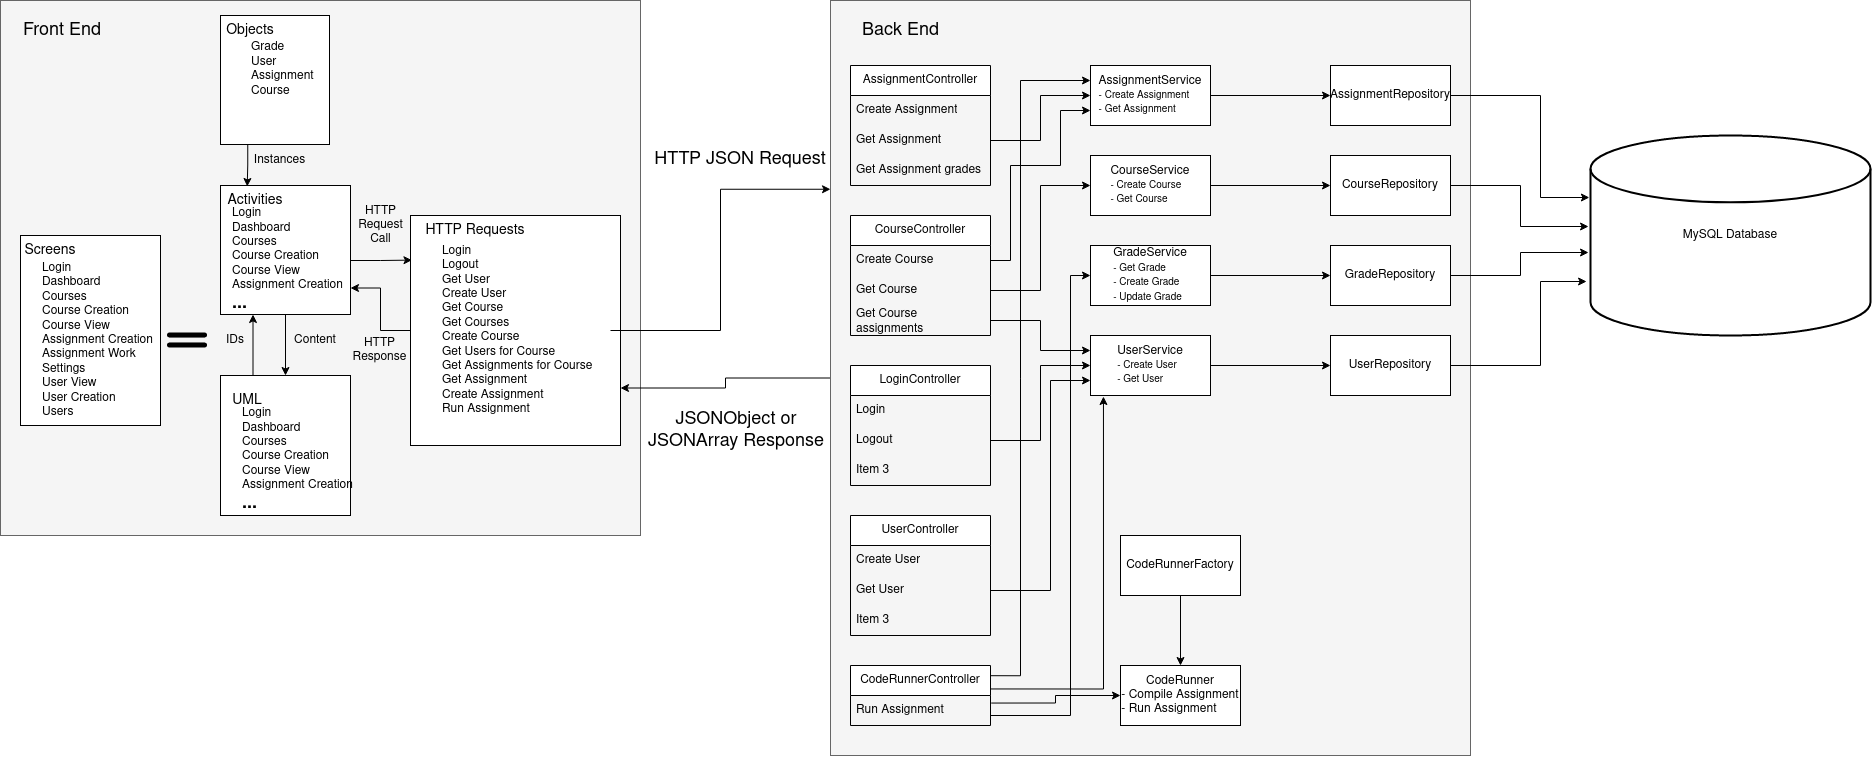 Front End
Objects
Grade
User
Assignment
Course
Instances
Activities
Login
Dashboard
Courses
Course Creation
Course View
Assignment Creation
...
HTTP
Request
Call
HTTP
Response
Screens
Login
Dashboard
Courses
Course Creation
Course View
Assignment Creation
Assignment Work
Settings
User View
User Creation
Users
IDs
Content
UML
Login
Dashboard
Courses
Course Creation
Course View
Assignment Creation
...
HTTP Requests
Login
Logout
Get User
Create User
Get Course
Get Courses
Create Course
Get Users for Course
Get Assignments for Course
Get Assignment
Create Assignment
Run Assignment
HTTP JSON Request
JSONObject or
JSONArray Response
Back End
AssignmentController
Create Assignment
Get Assignment
Get Assignment grades
CourseController
Create Course
Get Course
Get Course
assignments
LoginController
Login
Logout
Item 3
UserController
Create User
Get User
Item 3
CodeRunnerController
Run Assignment
AssignmentService
- Create Assignment
- Get Assignment
CourseService
- Create Course
- Get Course
GradeService
- Get Grade
- Create Grade
- Update Grade
UserService
- Create User
- Get User
CodeRunnerFactory
CodeRunner
- Compile Assignment
- Run Assignment
AssignmentRepository
CourseRepository
GradeRepository
UserRepository
MySQL Database